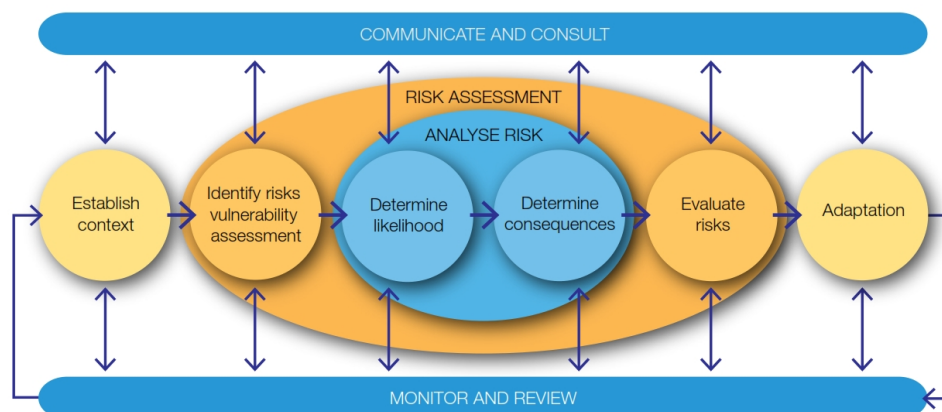 COMMUNICATE AND CONSULT
RISK ASSESSMENT
ANALYSE RISK
Establish
context
Identify risks
vulnerability
assessment
Determine
likelihood
Determine
consequences
Evaluate
risks
Adaptation
MONITOR AND REVIEW